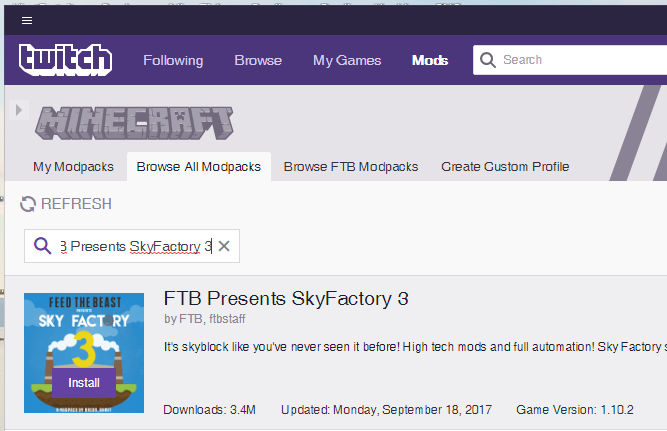 twitch
Following Browse My Games Mods Search
MINECRAFT
My Modpacks Browse All Modpacks Browse FTB Modpacks Create Custom Profile
REFRESH
Presents SkyFactory 3
FEED THE BEAST
PRESENTS
SKY FACTORY
3
Install
FTB Presents SkyFactory 3
by FTB, ftbstaff
It's skyblock like you've never seen it before! High tech mods and full automation! Sky Factory
Downloads: 3.4M Updated: Monday, September 18, 2017 Game Version: 1.10.2